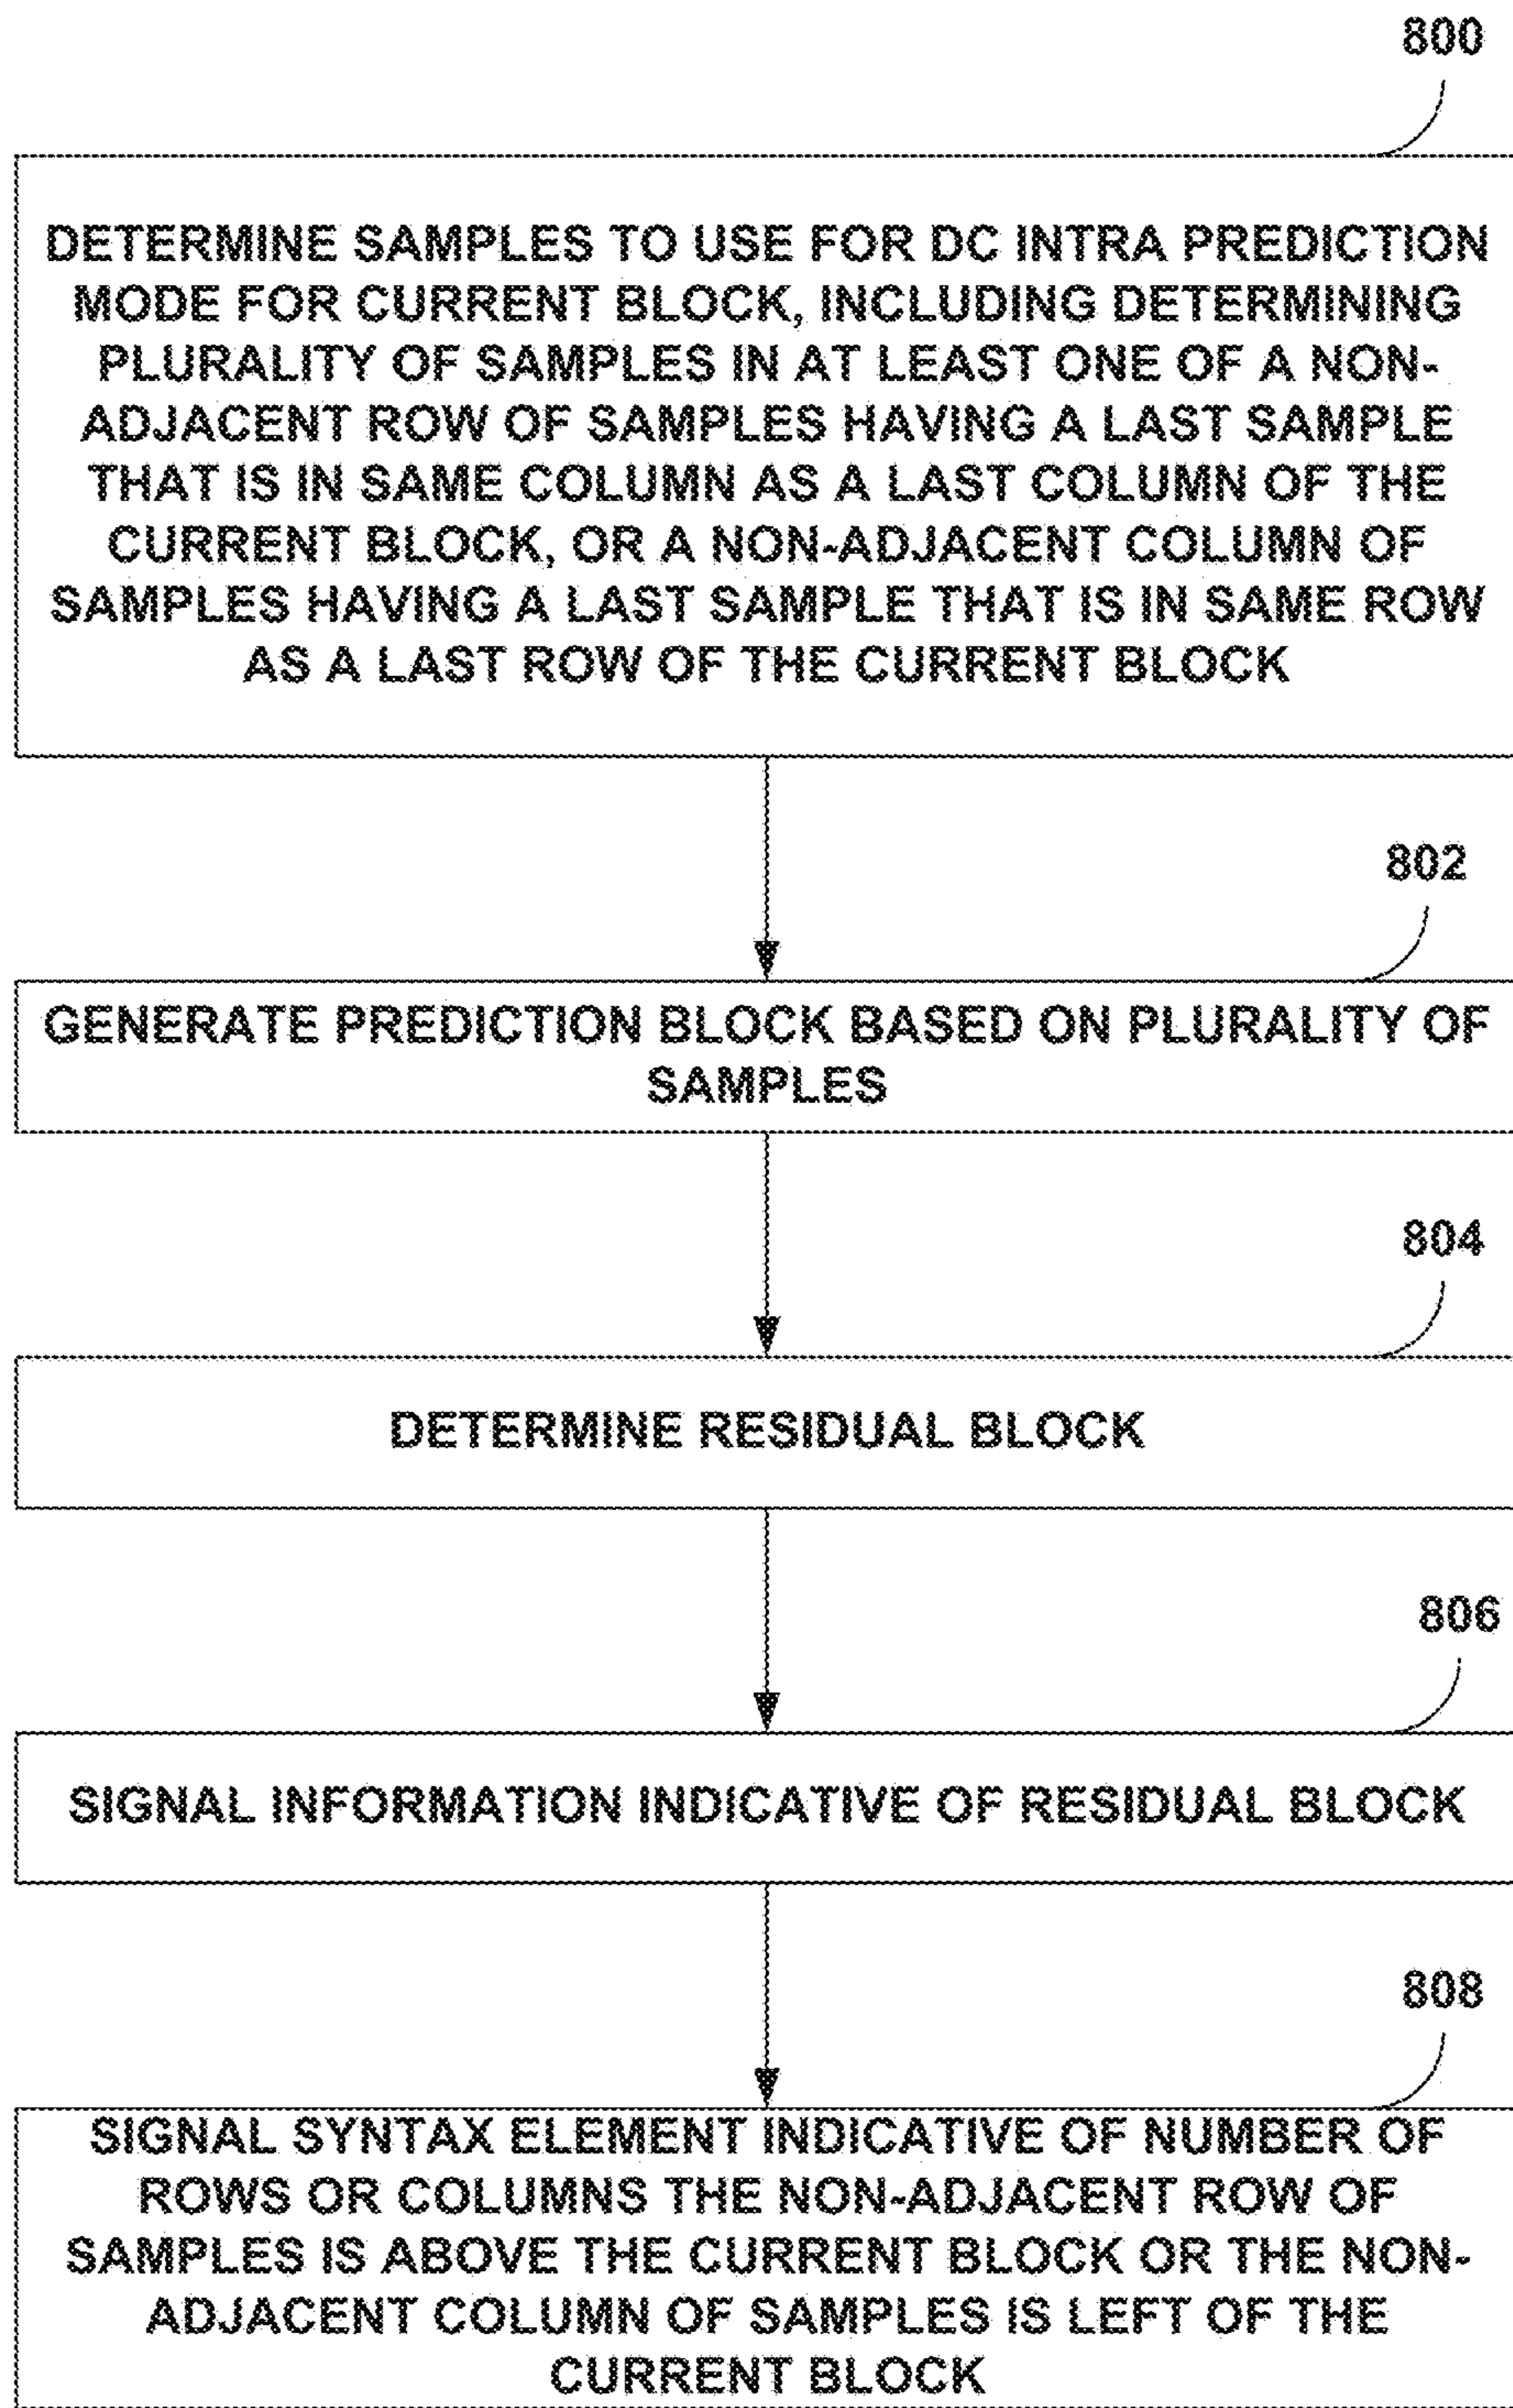 800
DETERMINE SAMPLES TO USE FOR DC INTRA PREDICTION
MODE FOR CURRENT BLOCK, INCLUDING DETERMINING
PLURALITY OF SAMPLES IN AT LEAST ONE OF A NON-
ADJACENT ROW OF SAMPLES HAVING A LAST SAMPLE
THAT IS IN SAME COLUMN AS A LAST COLUMN OF THE
CURRENT BLOCK, OR A NON-ADJACENT COLUMN OF
SAMPLES HAVING A LAST SAMPLE THAT IS IN SAME ROW
AS A LAST ROW OF THE CURRENT BLOCK
802
GENERATE PREDICTION BLOCK BASED ON PLURALITY OF
SAMPLES
804
DETERMINE RESIDUAL BLOCK
806
SIGNAL INFORMATION INDICATIVE OF RESIDUAL BLOCK
808
SIGNAL SYNTAX ELEMENT INDICATIVE OF NUMBER OF
ROWS OR COLUMNS THE NON-ADJACENT ROW OF
SAMPLES IS ABOVE THE CURRENT BLOCK OR THE NON-
ADJACENT COLUMN OF SAMPLES IS LEFT OF THE
CURRENT BLOCK